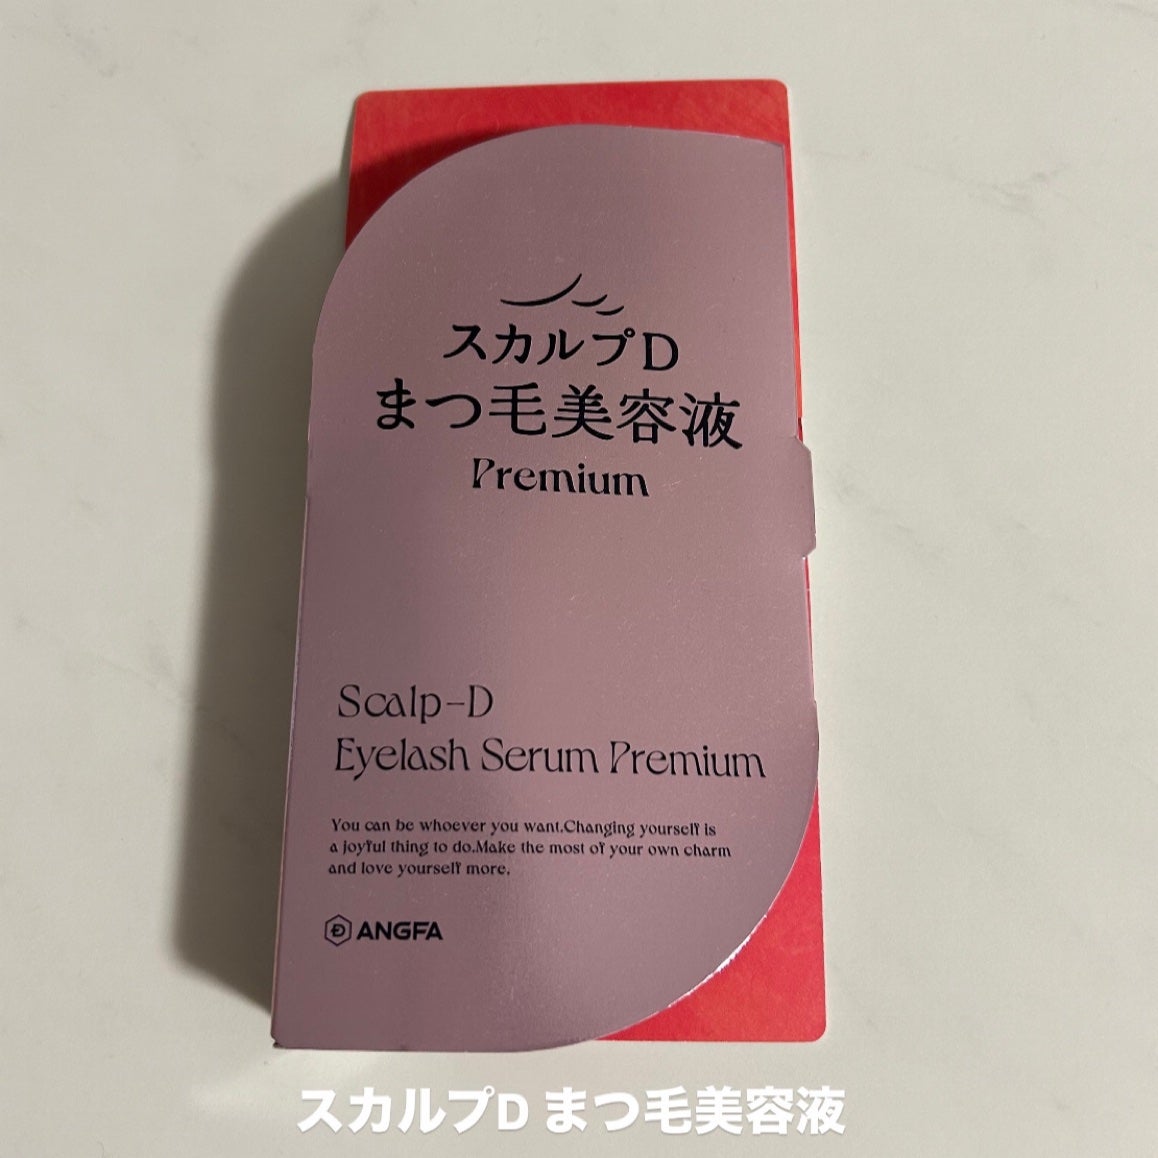 スカルプD
まつ毛美容液
Premium
Scalp-D
Eyelash Serum Premium
You can be whoever you want.Changing yourself is
a joyful thing to do.Make the most of your own charm
and love yourself more.
ANGFA
スカルプD まつ毛美容液